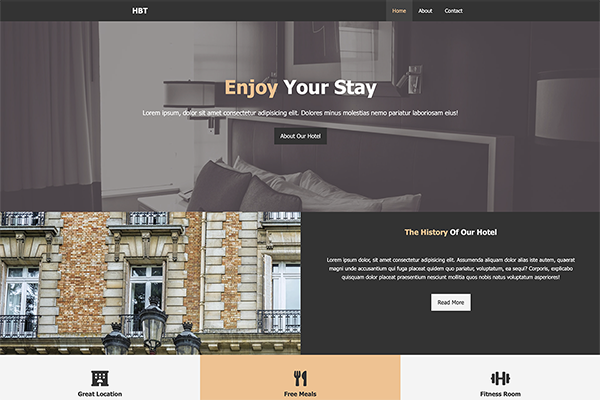 HBT
Home About Contact
Enjoy Your Stay
Lorem ipsum, dolor sit amet consectetur adipisicing elit. Dolores minus molestias nemo pariatur laboriosam eius!
About Our Hotel
The History Of Our Hotel
Lorem ipsum dolor, sit amet consectetur adipisicing elit. Assumenda aliquam dolor alias iste autem, quaerat
magni unde accusantium qui fuga placeat quidem quo pariatur, voluptatum, ea sequi? Corporis, explicabo
quisquam dolor placeat praesentium nesciunt mollitia quos nobis natus voluptatem asperiores!
Read More
Great Location
Free Meals
Fitness Room